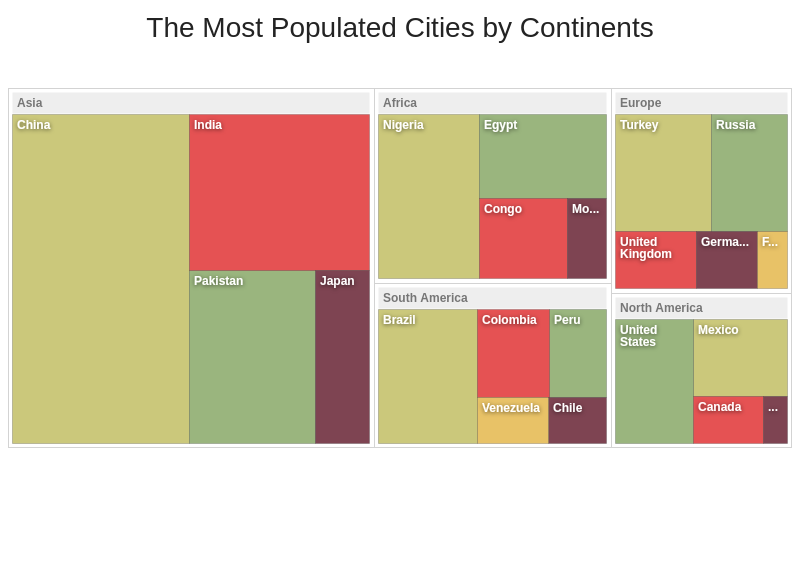 The Most Populated Cities by Continents
Asia
China
India
Pakistan
Japan
Africa
Nigeria
Egypt
Congo
Mo...
South America
Brazil
Colombia
Peru
Venezuela
Chile
Europe
Turkey
Russia
United
Kingdom
Germa...
F...
North America
United
States
Mexico
Canada
...